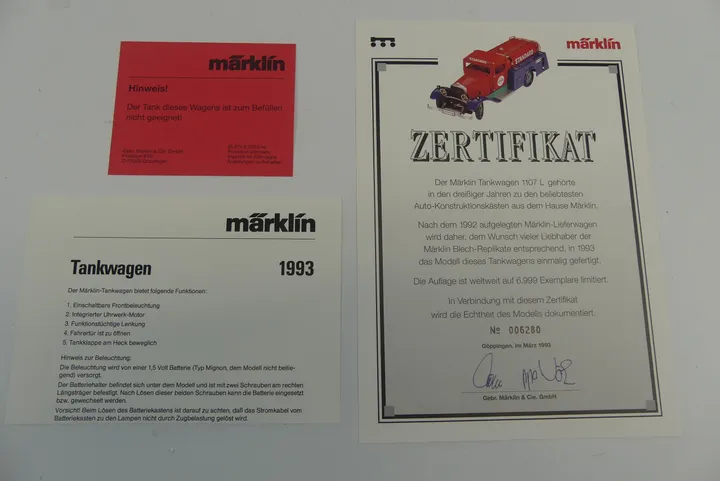 märklin
Hinweis!
Der Tank dieses Wagens ist zum Befüllen
nicht geeignet!
Gebr. Märklin & Cie. GmbH
märklin
Tankwagen 1993
Der Märklin-Tankwagen bietet folgende Funktionen:
1. Einschaltbare Frontbeleuchtung
2. Integrierter Uhrwerk-Motor
3. Funktionstüchtige Lenkung
4. Fahrertür ist zu öffnen
5. Tankklappe am Heck beweglich
Hinweis zur Beleuchtung:
Die Beleuchtung wird von einer 1,5 Volt Batterie (Typ Mignon, dem Modell nicht beilie-
gend) versorgt.
Der Batteriehalter befindet sich unter dem Modell und ist mit zwei Schrauben am rechten
Längsträger befestigt. Nach Lösen dieser beiden Schrauben kann die Batterie eingesetzt
bzw. gewechselt werden.
Vorsicht! Beim Lösen des Batteriekastens ist darauf zu achten, daß das Stromkabel vom
Batteriekasten zu den Lampen nicht durch Zugbelastung gelöst wird.
märklin
STANDARD
STANDARD
ZERTIFIKAT
Der Märklin Tankwagen 1107 L gehörte
in den dreißiger Jahren zu den beliebtesten
Auto-Konstruktionskästen aus dem Hause Märklin.
Nach dem 1992 aufgelegten Märklin-Lieferwagen
wird daher, dem Wunsch vieler Liebhaber der
Märklin Blech-Replikate entsprechend, in 1993
das Modell dieses Tankwagens einmalig gefertigt.
Die Auflage ist weltweit auf 6.999 Exemplare limitiert.
In Verbindung mit diesem Zertifikat
wird die Echtheit des Modells dokumentiert.
№ 006280
Göppingen, im März 1993
Gebr. Märklin & Cie. GmbH